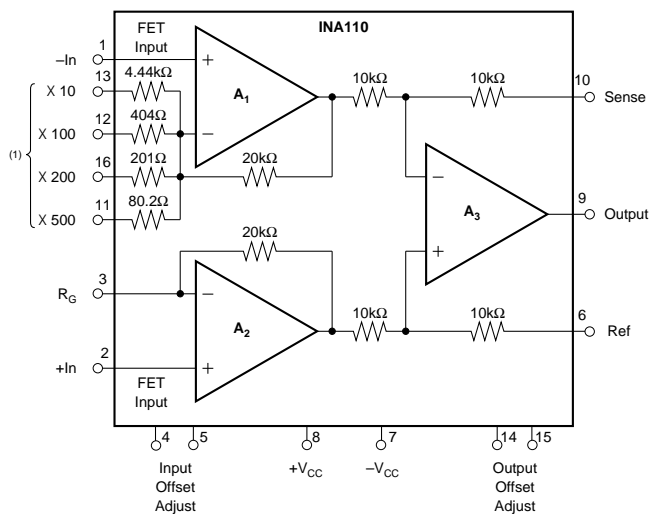 INA110
FET
Input
–In
1
13
X 10
4.44kΩ
12
X 100
404Ω
(1)
16
X 200
201Ω
11
X 500
80.2Ω
20kΩ
+
–
A1
10kΩ
10kΩ
10
Sense
–
+
A3
9
Output
20kΩ
3
RG
–
+
A2
10kΩ
10kΩ
6
Ref
2
+In
FET
Input
4
5
8
7
14
15
Input
Offset
Adjust
+VCC
–VCC
Output
Offset
Adjust